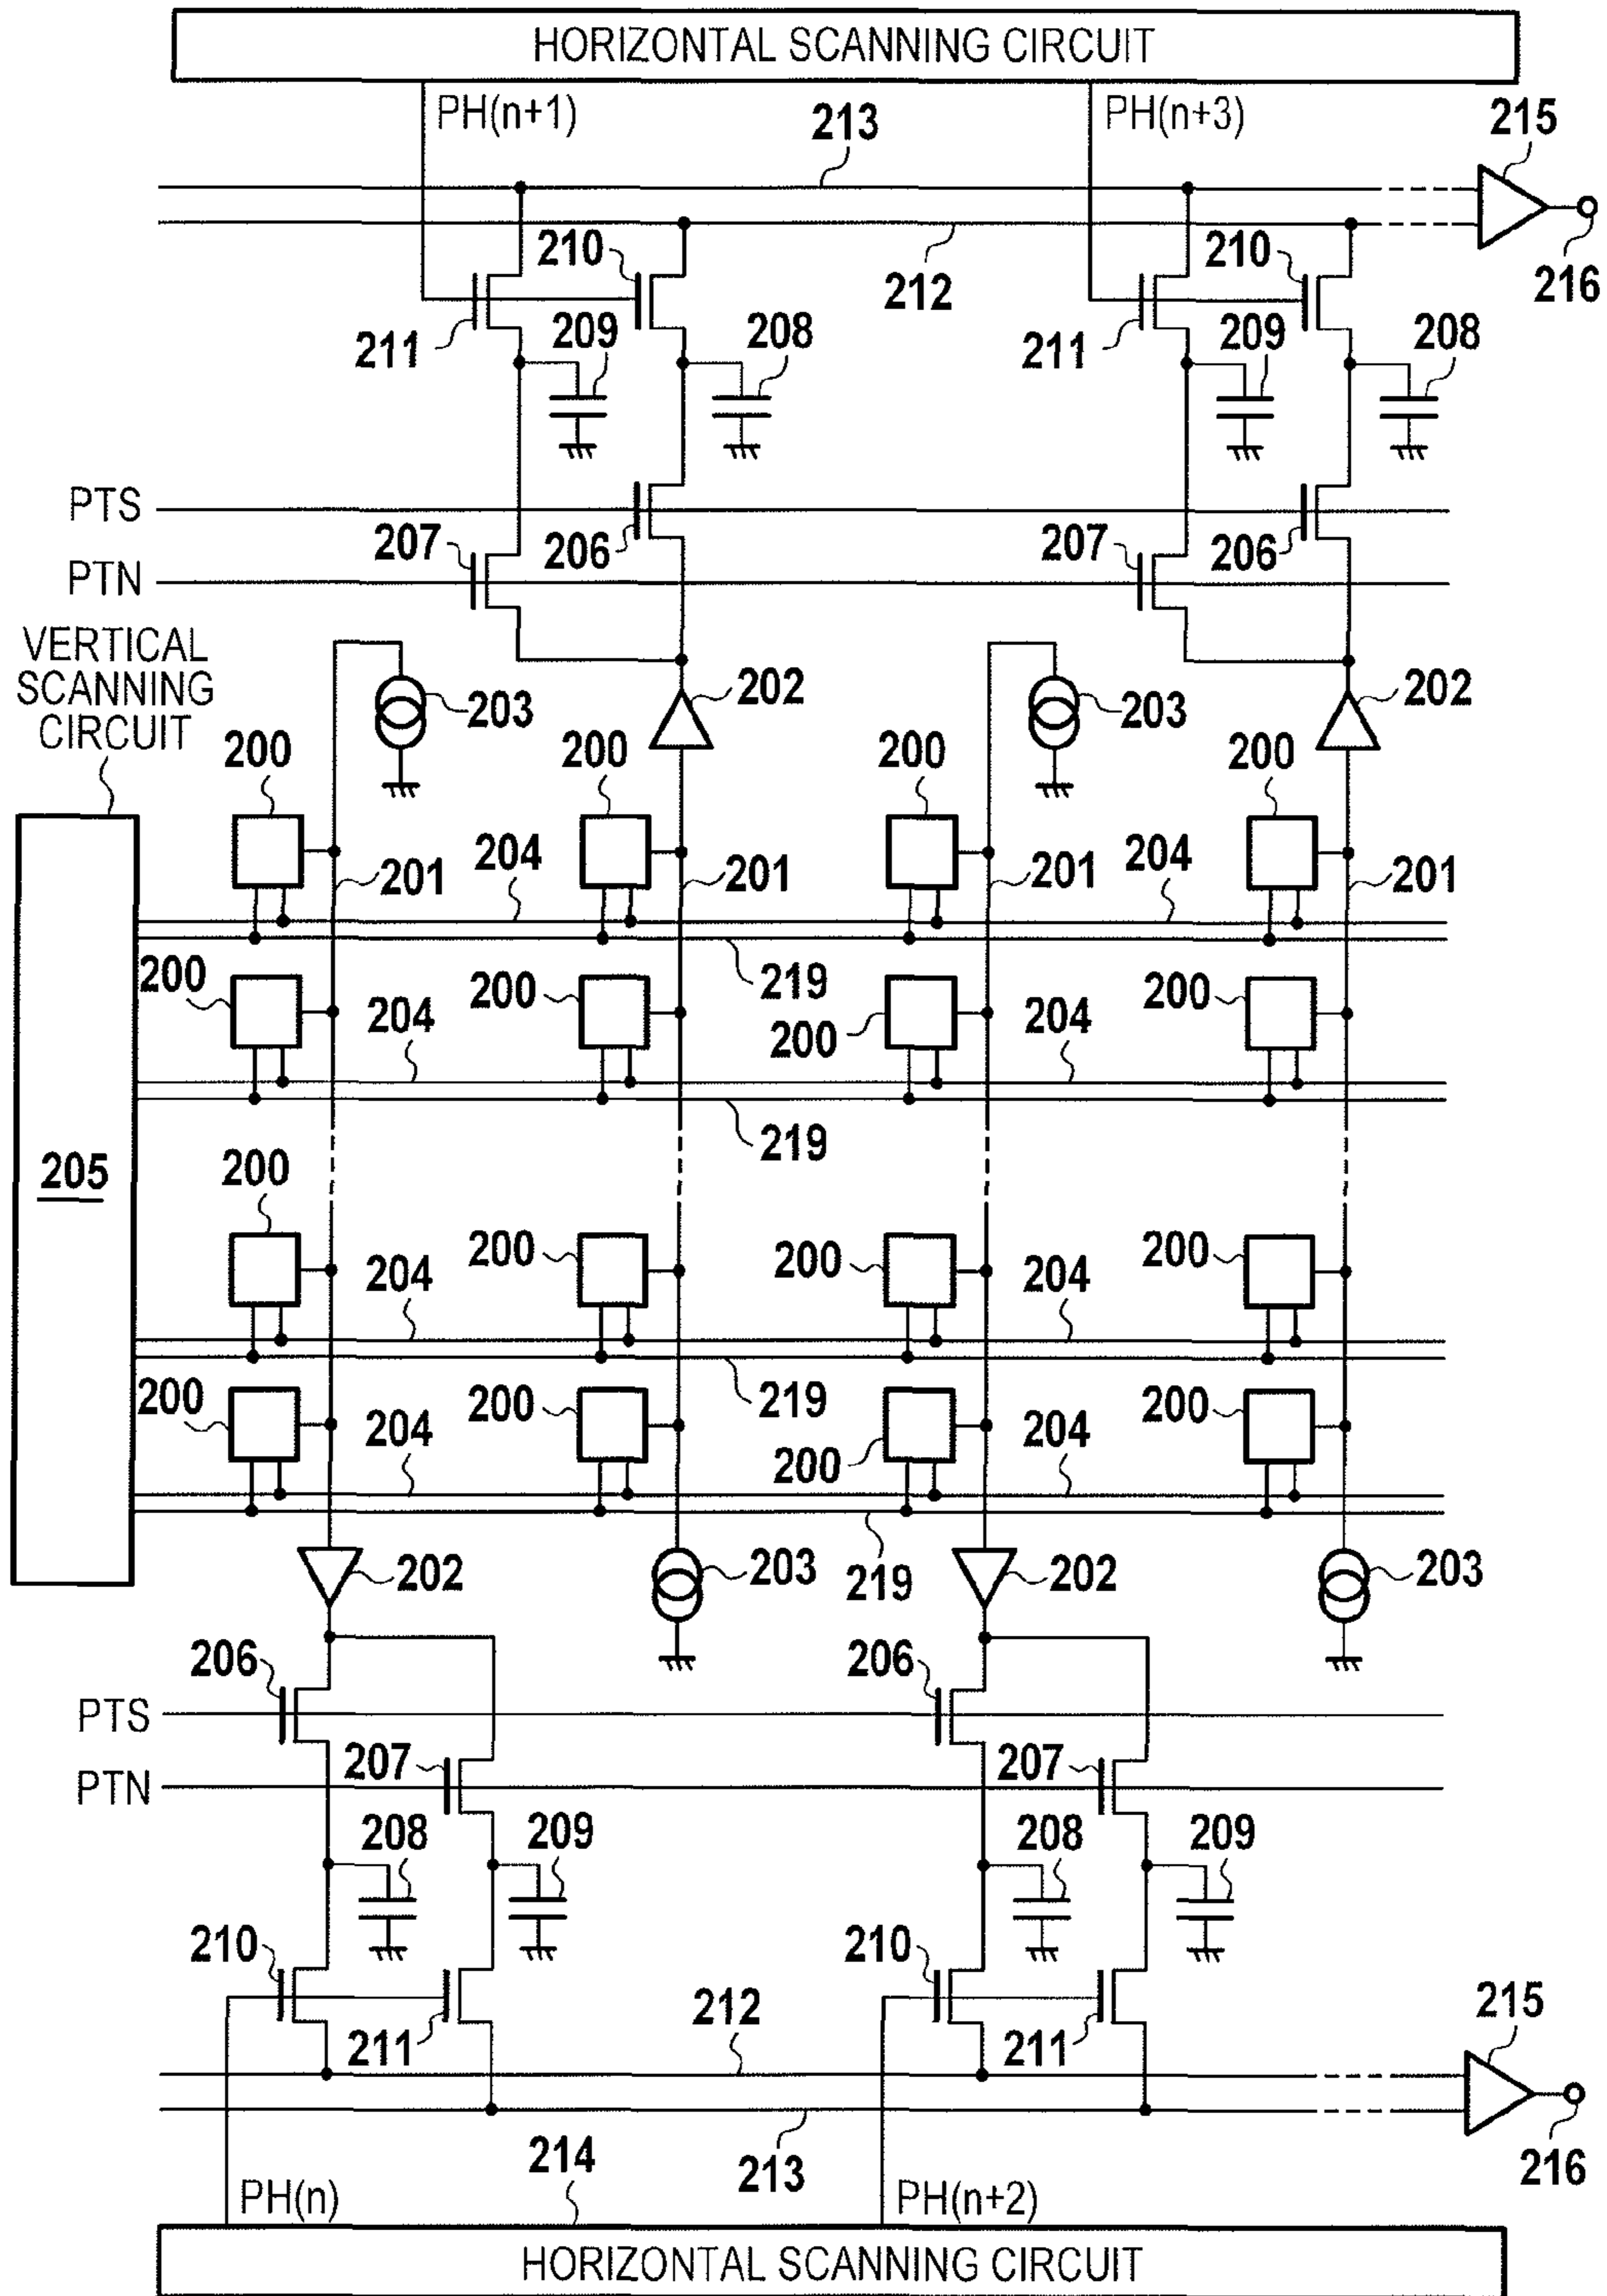 HORIZONTAL SCANNING CIRCUIT
PH(n+1) PH(n+3)
213 215
210 210
212 216
211 209 208 211 209 208
PTS
207 206 207 206
PTN
VERTICAL
SCANNING
CIRCUIT
203 202 203 202
200 200 200 200
204 204
201 201 201 201
219
200 200 200 200
204 204
219
205
200 200 200 200
204 204
219
200 200 200 200
204 204
202 203 202 219 203
206 206
PTS
207 207
PTN
208 209 208 209
210 210
212 215
211 211
213 216
214
PH(n) PH(n+2)
HORIZONTAL SCANNING CIRCUIT